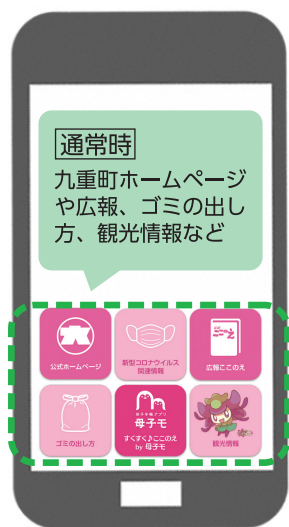 通常時
九重町ホームページ
や広報、ゴミの出し
方、観光情報など
公式ホームページ
新型コロナウイルス
関連情報
広報ここのえ
ゴミの出し方
母子手帳アプリ
母子モ
すくすく♪ここのえ
by 母子モ
観光情報